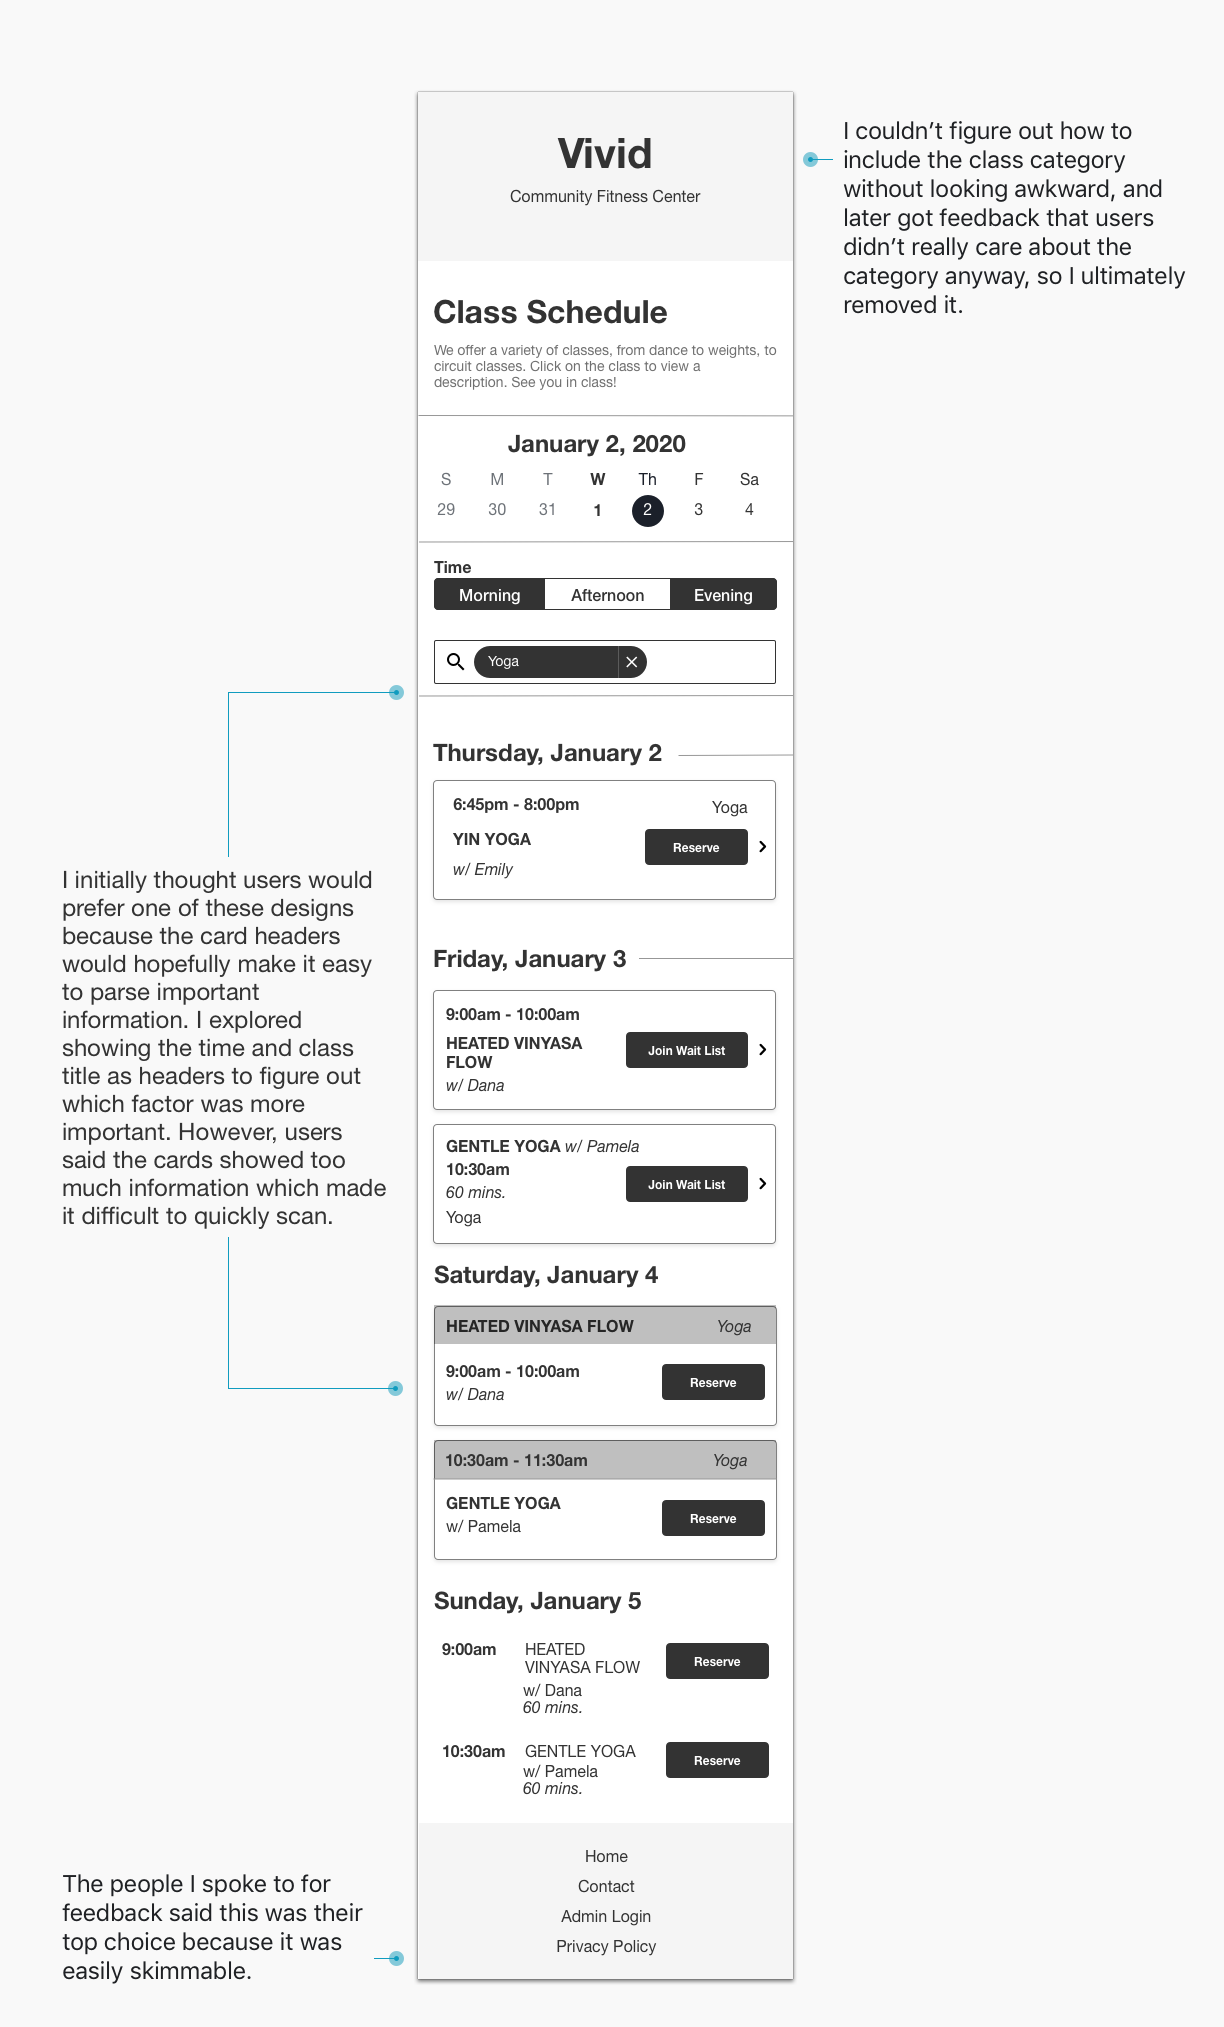 Vivid
Community Fitness Center
I couldn’t figure out how to
include the class category
without looking awkward, and
later got feedback that users
didn’t really care about the
category anyway, so I ultimately
removed it.
Class Schedule
We offer a variety of classes, from dance to weights, to
circuit classes. Click on the class to view a
description. See you in class!
January 2, 2020
S M T W Th F Sa
29 30 31 1 2 3 4
Time
Morning Afternoon Evening
Yoga
I initially thought users would
prefer one of these designs
because the card headers
would hopefully make it easy
to parse important
information. I explored
showing the time and class
title as headers to figure out
which factor was more
important. However, users
said the cards showed too
much information which made
it difficult to quickly scan.
Thursday, January 2
6:45pm - 8:00pm Yoga
YIN YOGA
Reserve
w/ Emily
Friday, January 3
9:00am - 10:00am
HEATED VINYASA
FLOW
Join Wait List
w/ Dana
GENTLE YOGA w/ Pamela
10:30am
Join Wait List
60 mins.
Yoga
Saturday, January 4
HEATED VINYASA FLOW Yoga
9:00am - 10:00am
Reserve
w/ Dana
10:30am - 11:30am Yoga
GENTLE YOGA
Reserve
w/ Pamela
Sunday, January 5
9:00am HEATED
VINYASA FLOW
Reserve
w/ Dana
60 mins.
10:30am GENTLE YOGA
Reserve
w/ Pamela
60 mins.
Home
Contact
Admin Login
Privacy Policy
The people I spoke to for
feedback said this was their
top choice because it was
easily skimmable.